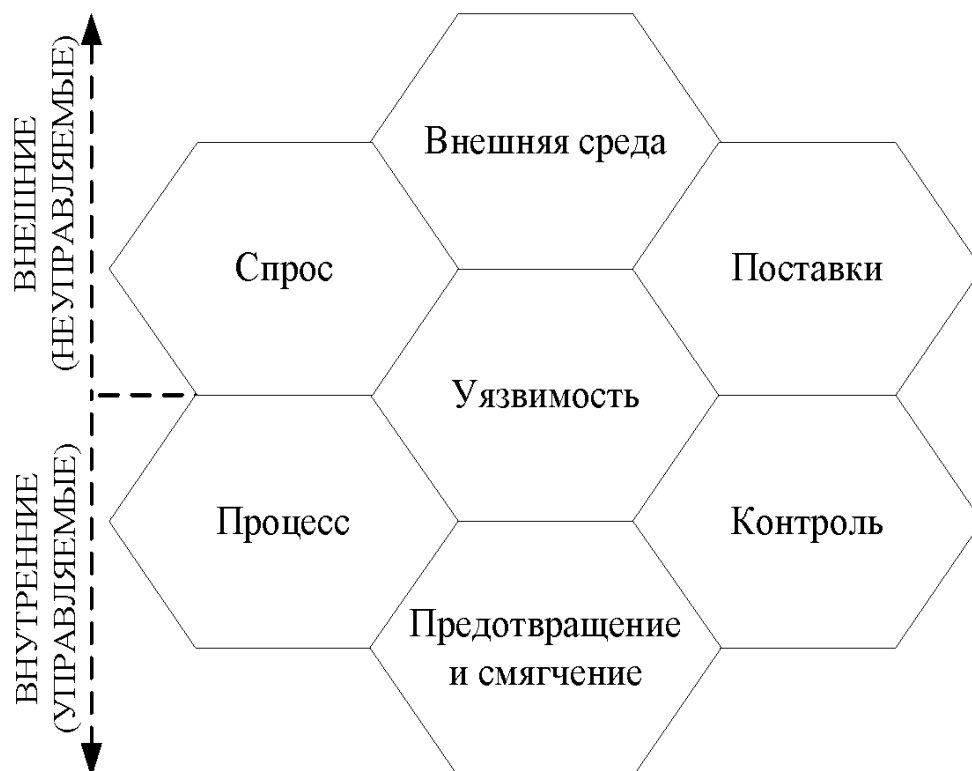 ВНЕШНИЕ
(НЕУПРАВЛЯЕМЫЕ)
Внешняя среда
Спрос
Поставки
Уязвимость
ВНУТРЕННИЕ
(УПРАВЛЯЕМЫЕ)
Процесс
Контроль
Предотвращение
и смягчение